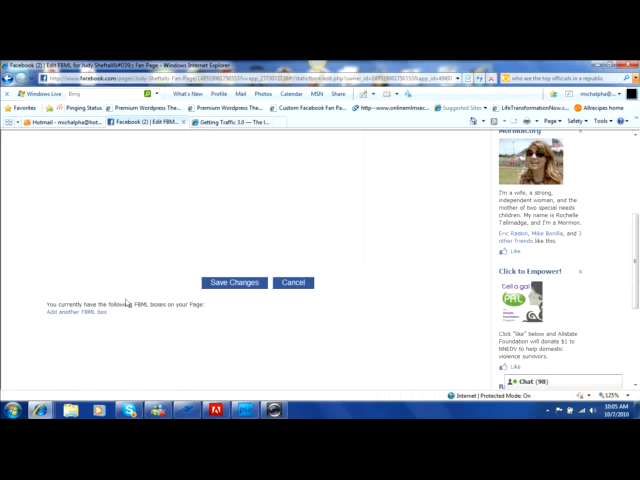 Facebook (2) | Edit FBML for Judy Sheftall&#039;s Fan Page - Windows Internet Explorer
who are the top officials in a republic
Windows Live
Bing
What's New
Profile
Mail
Photos
Calendar
MSN
Share
michalpha@...
Favorites
Pinging Status
Premium Wordpress The...
Premium Wordpress The...
Custom Facebook Fan Pag...
Suggested Sites
LifeTransformationNow.c...
Allrecipes home
Hotmail - michalpha@hot...
Facebook (2) | Edit FBM...
Getting Traffic 3.0 — The I...
Page
Safety
Tools
Mormon.org
I'm a wife, a strong,
independent woman, and the
mother of two special needs
children. My name is Rochelle
Tallmadge, and I'm a Mormon.
Eric Raskin, Mike Bonilla, and 3
other friends like this.
Like
Click to Empower!
tell a gal
PAL
Click "like" below and Allstate
Foundation will donate $1 to
NNEDV to help domestic
violence survivors.
Like
Save Changes
Cancel
You currently have the following FBML boxes on your Page:
Add another FBML box
Chat (98)
Internet | Protected Mode: On
125%
10:05 AM
10/7/2010